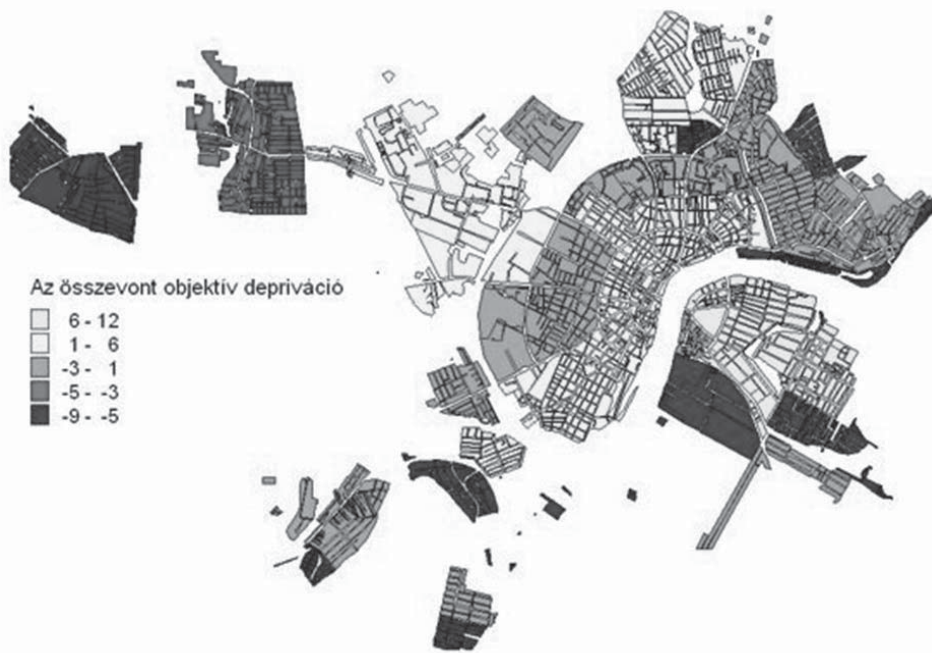 Az összevont objektív depriváció
6 - 12
1 - 6
-3 - 1
-5 - -3
-9 - -5